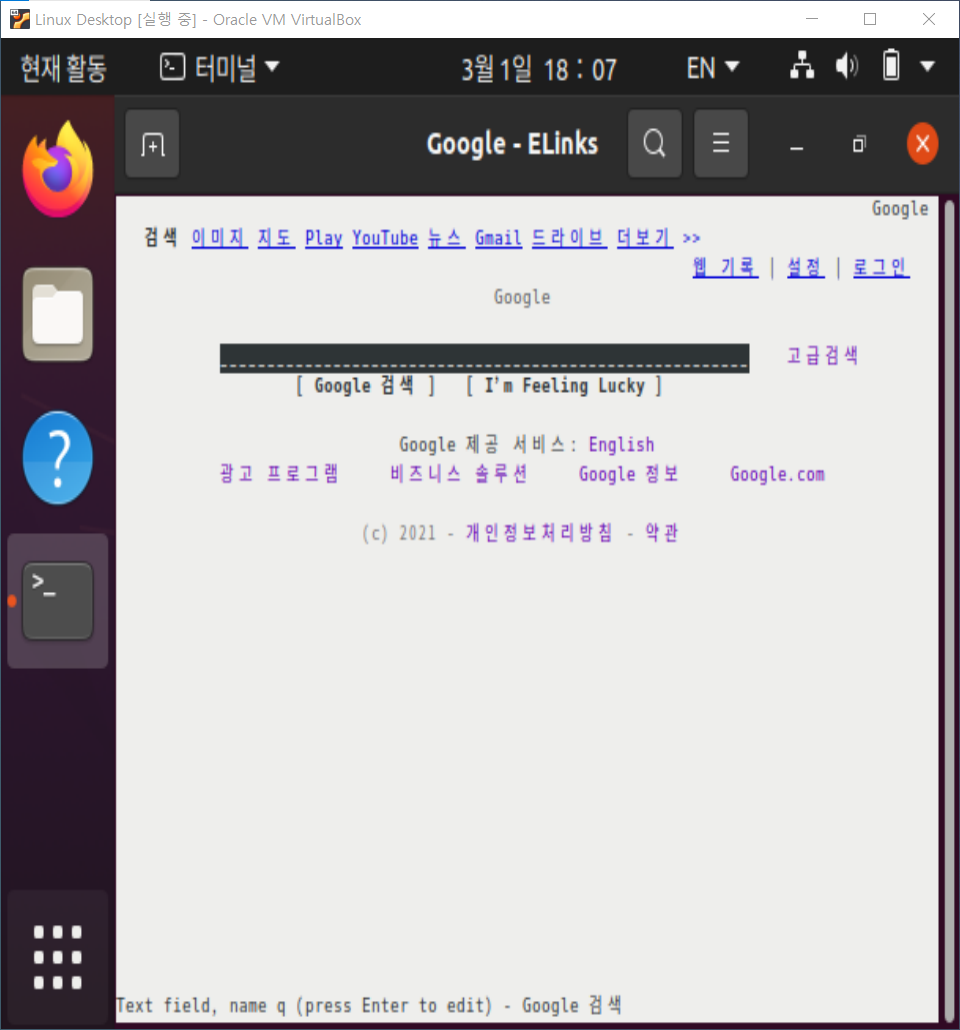 Linux Desktop [실행 중] - Oracle VM VirtualBox
현재 활동 터미널 3월 1일 18 : 07 EN
Google - ELinks
Google
검색 이미지 지도 Play YouTube 뉴스 Gmail 드라이브 더보기 >>
웹 기록 | 설정 | 로그인
Google
고급검색
[ Google 검색 ] [ I'm Feeling Lucky ]
Google 제공 서비스: English
광고 프로그램 비즈니스 솔루션 Google 정보 Google.com
(c) 2021 - 개인정보처리방침 - 약관
Text field, name q (press Enter to edit) - Google 검색